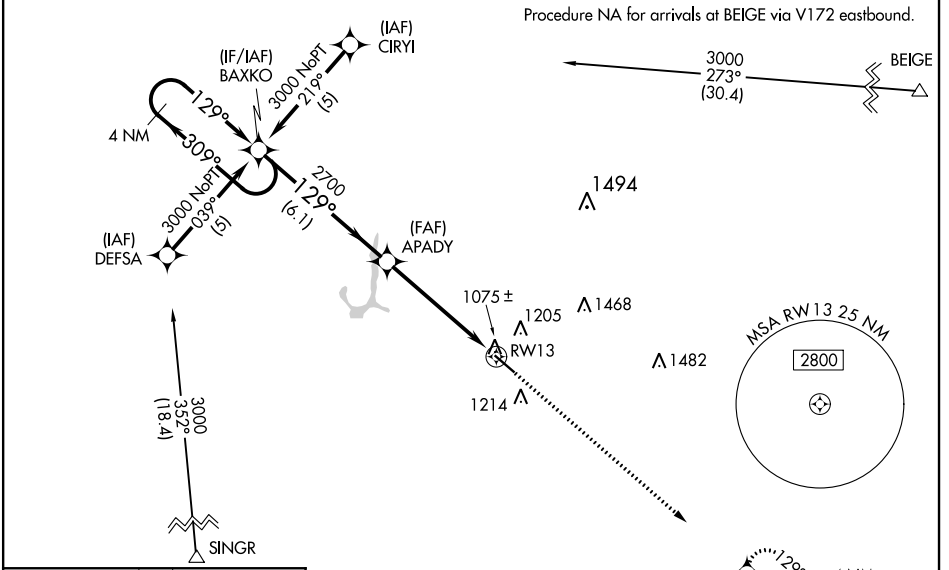 Procedure NA for arrivals at BEIGE via V172 eastbound.
(IAF)
CIRYI
(IF/IAF)
BAXKO
3000 NoPT
219°
(5)
3000
273°
(30.4)
BEIGE
129°
4 NM
309°
3000 NoPT
039°
(5)
2700
129°
(6.1)
1494
(IAF)
DEFSA
(FAF)
APADY
1075 ±
1205
1468
RW13
1482
1214
MSA RW13 25 NM
2800
3000
352°
(18.4)
SINGR
129°